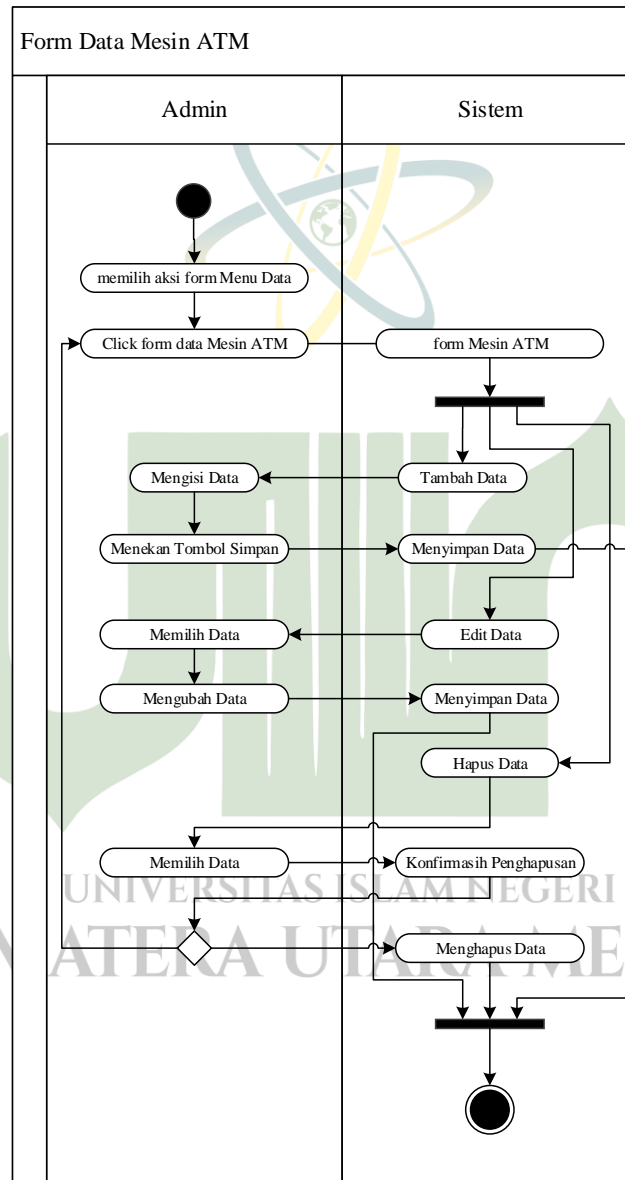 Form Data Mesin ATM
Admin
Sistem
memilih aksi form Menu Data
Click form data Mesin ATM
form Mesin ATM
Mengisi Data
Tambah Data
Menekan Tombol Simpan
Menyimpan Data
Memilih Data
Edit Data
Mengubah Data
Menyimpan Data
Hapus Data
Memilih Data
Konfirmasih Penghapusan
UNIVERSITAS ISLAM NEGERI
ATERA UTARA ME
Menghapus Data